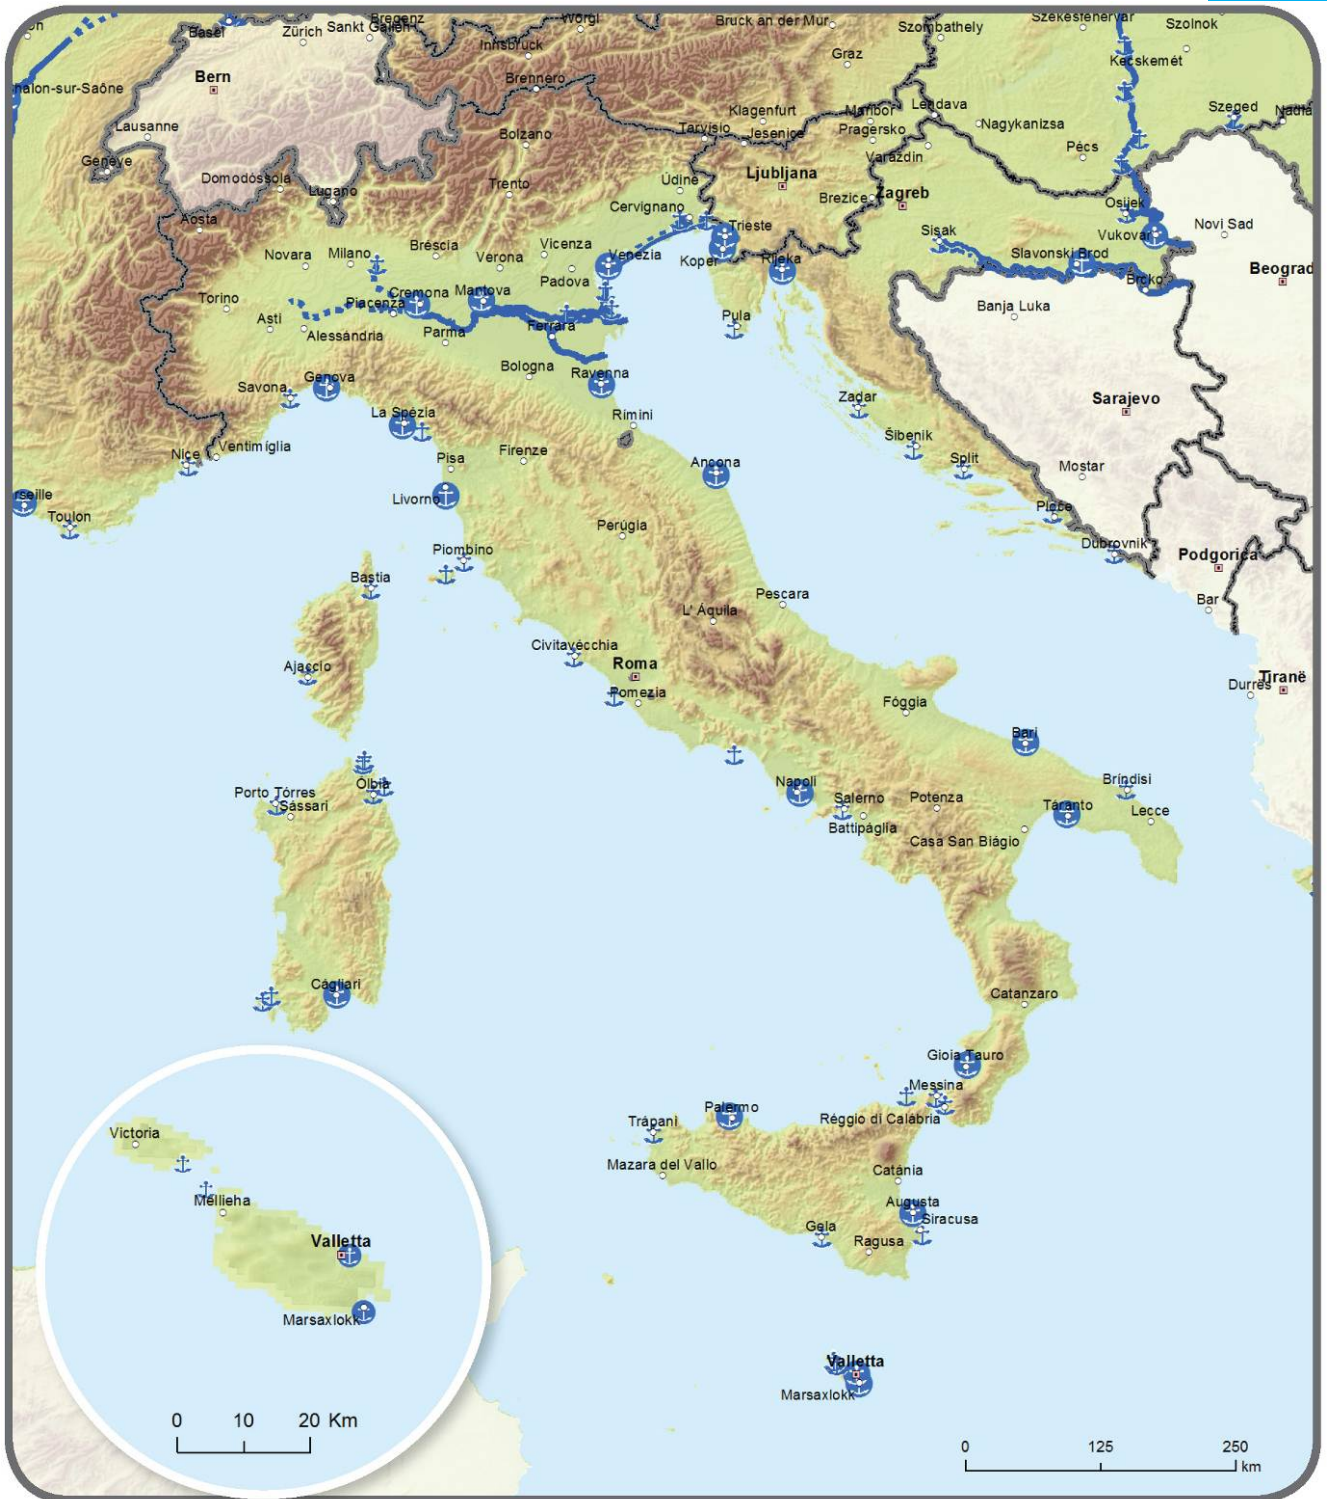 Basel
Zürich
Sankt Gallen
Bregenz
Wörgl
Innsbruck
Brennero
Bruck an der Mur
Graz
Szombathely
Székesfehérvár
Szolnok
Kecskemét
Bern
Lausanne
Genève
Domodóssola
Lugano
Bolzano
Trento
Klagenfurt
Tarvisio
Jesenice
Maribor
Pragersko
Lendava
Nagykanizsa
Varazdin
Pécs
Szeged
Ljubljana
Brezice
Zagreb
Osijek
Novi Sad
Vukovar
Beograd
Aosta
Údine
Cervignano
Trieste
Koper
Rijeka
Sisak
Slavonski Brod
Brcko
Banja Luka
Novara
Milano
Bréscia
Verona
Vicenza
Padova
Venezia
Torino
Asti
Alessándria
Piacenza
Cremona
Mantova
Parma
Ferrara
Bologna
Ravenna
Pula
Savona
Genova
La Spézia
Rímini
Zadar
Sarajevo
Nice
Ventimíglia
Pisa
Firenze
Ancona
Šibenik
Split
Mostar
rseille
Toulon
Livorno
Perúgia
Ploče
Dubrovnik
Podgorica
Piombino
Bastia
L' Áquila
Pescara
Bar
Civitavécchia
Roma
Pomezia
Ajaccio
Fóggia
Durrës
Tiranë
Bari
Porto Tórres
Sássari
Ólbia
Napoli
Salerno
Battipáglia
Potenza
Casa San Biágio
Táranto
Bríndisi
Lecce
Cágliari
Catanzaro
Gioia Tauro
Messina
Réggio di Calábria
Palermo
Trápani
Mazara del Vallo
Catánia
Augusta
Siracusa
Gela
Ragusa
Victoria
Mellieha
Valletta
Marsaxlokk
Valletta
Marsaxlokk
0 10 20 Km
0 125 250
km